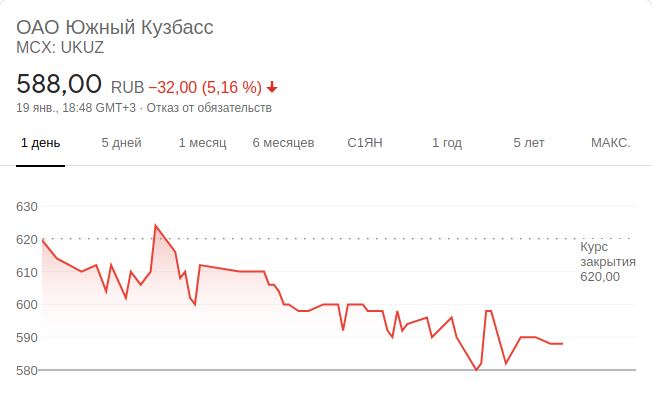 ОАО Южный Кузбасс
MCX: UKUZ
588,00 RUB −32,00 (5,16 %)
19 янв., 18:48 GMT+3 · Отказ от обязательств
1 день 5 дней 1 месяц 6 месяцев С1ЯН 1 год 5 лет МАКС.
630
620
Курс
закрытия
610
620,00
600
590
580